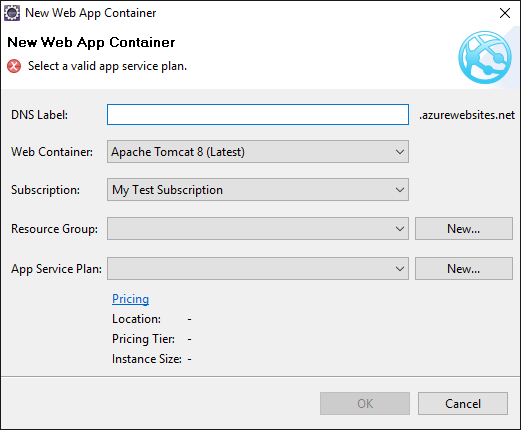 New Web App Container
New Web App Container
Select a valid app service plan.
DNS Label: .azurewebsites.net
Web Container: Apache Tomcat 8 (Latest)
Subscription: My Test Subscription
Resource Group: New...
App Service Plan: New...
Pricing
Location: -
Pricing Tier: -
Instance Size: -
OK Cancel